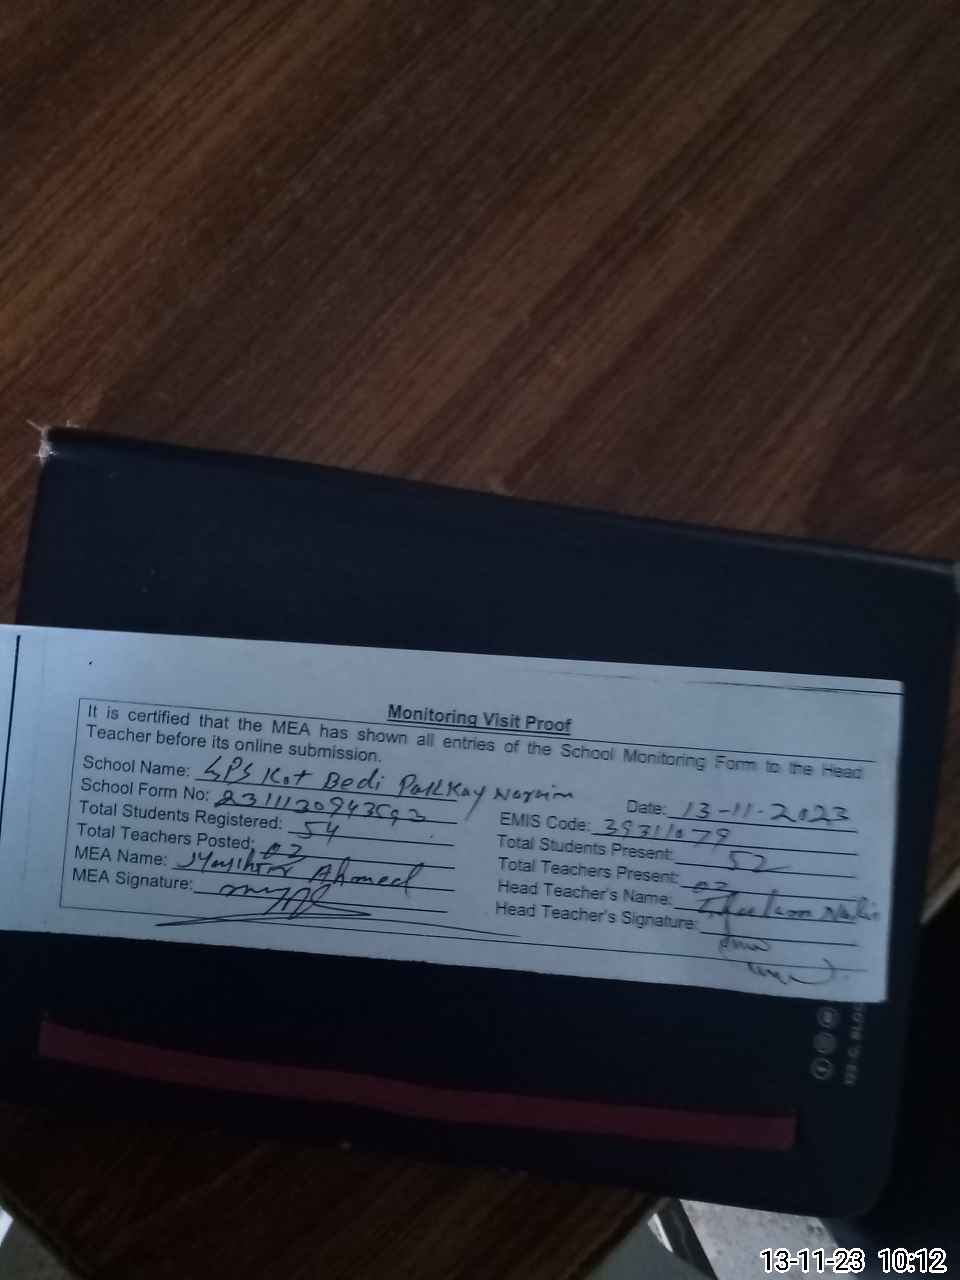 Monitoring Visit Proof
It is certified that the MEA has shown all entries of the School Monitoring Form to the Head
Teacher before its online submission.
School Name: GPS Kot Bedi
Date: 13-11-2023
School Form No:
EMIS Code: 39311079
Total Students Registered: 54
Total Students Present: 52
Total Teachers Posted: 02
Total Teachers Present: 02
MEA Name: Ahmed
Head Teacher's Name:
MEA Signature:
Head Teacher's Signature:
13-11-23 10:12